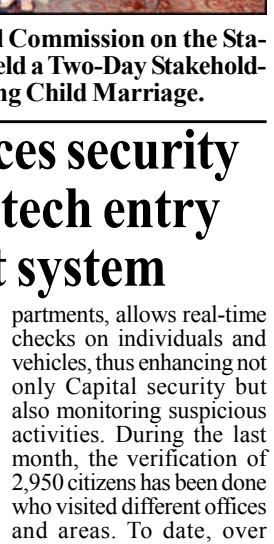 l Commission on the Sta-
eld a Two-Day Stakehold-
ng Child Marriage.
ces security
tech entry
t system
partments, allows real-time
checks on individuals and
vehicles, thus enhancing not
only Capital security but
also monitoring suspicious
activities. During the last
month, the verification of
2,950 citizens has been done
who visited different offices
and areas. To date, over